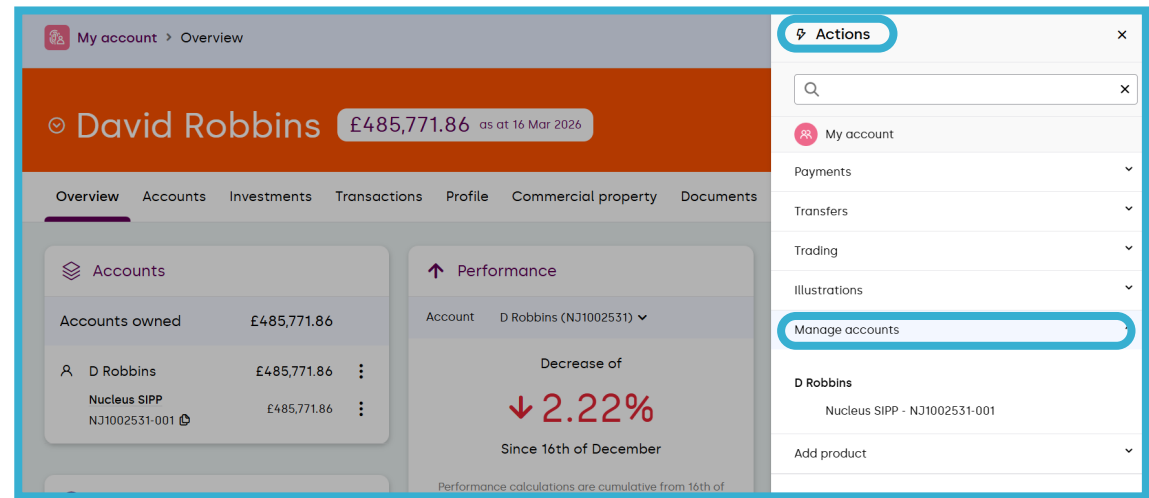 My account > Overview
David Robbins £485,771.86 as at 16 Mar 2026
Overview Accounts Investments Transactions Profile Commercial property Documents
Accounts
Accounts owned £485,771.86
D Robbins £485,771.86
Nucleus SIPP
NJ1002531-001 £485,771.86
Performance
Account D Robbins (NJ1002531)
Decrease of
2.22%
Since 16th of December
Performance calculations are cumulative from 16th of
Actions
My account
Payments
Transfers
Trading
Illustrations
Manage accounts
D Robbins
Nucleus SIPP - NJ1002531-001
Add product